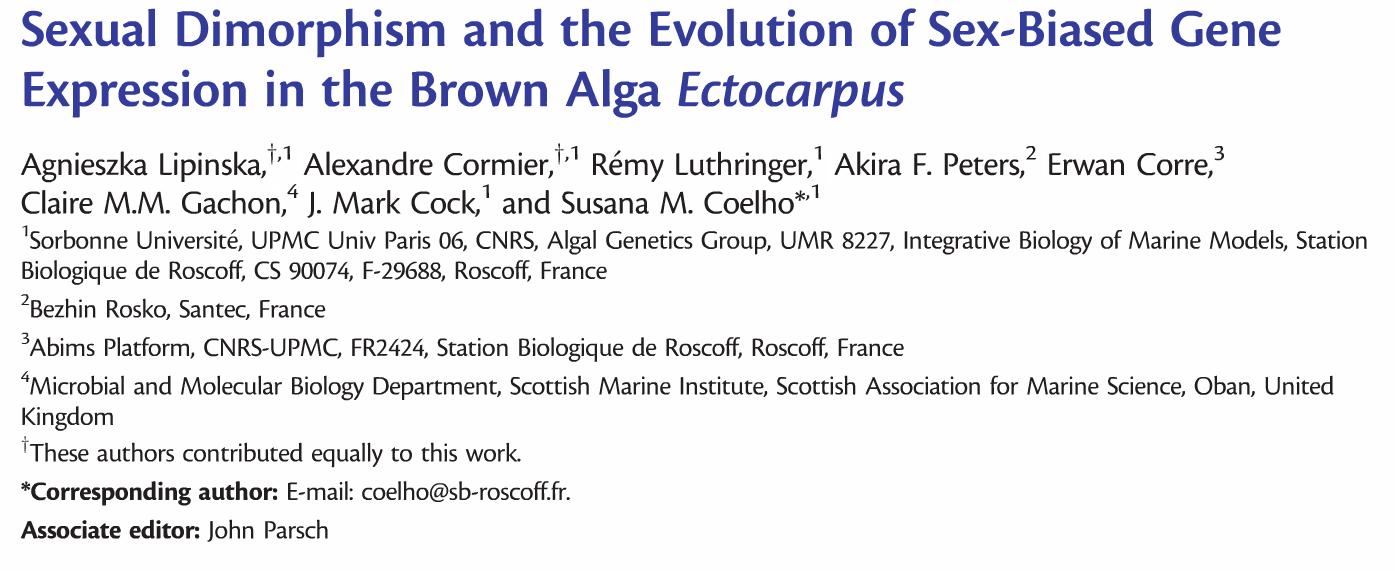 Sexual Dimorphism and the Evolution of Sex-Biased Gene
Expression in the Brown Alga Ectocarpus
Agnieszka Lipinska,†,1 Alexandre Cormier,†,1 Rémy Luthringer,1 Akira F. Peters,2 Erwan Corre,3
Claire M.M. Gachon,4 J. Mark Cock,1 and Susana M. Coelho*,1
1Sorbonne Université, UPMC Univ Paris 06, CNRS, Algal Genetics Group, UMR 8227, Integrative Biology of Marine Models, Station
Biologique de Roscoff, CS 90074, F-29688, Roscoff, France
2Bezhin Rosko, Santec, France
3Abims Platform, CNRS-UPMC, FR2424, Station Biologique de Roscoff, Roscoff, France
4Microbial and Molecular Biology Department, Scottish Marine Institute, Scottish Association for Marine Science, Oban, United
Kingdom
†These authors contributed equally to this work.
*Corresponding author: E-mail: coelho@sb-roscoff.fr.
Associate editor: John Parsch